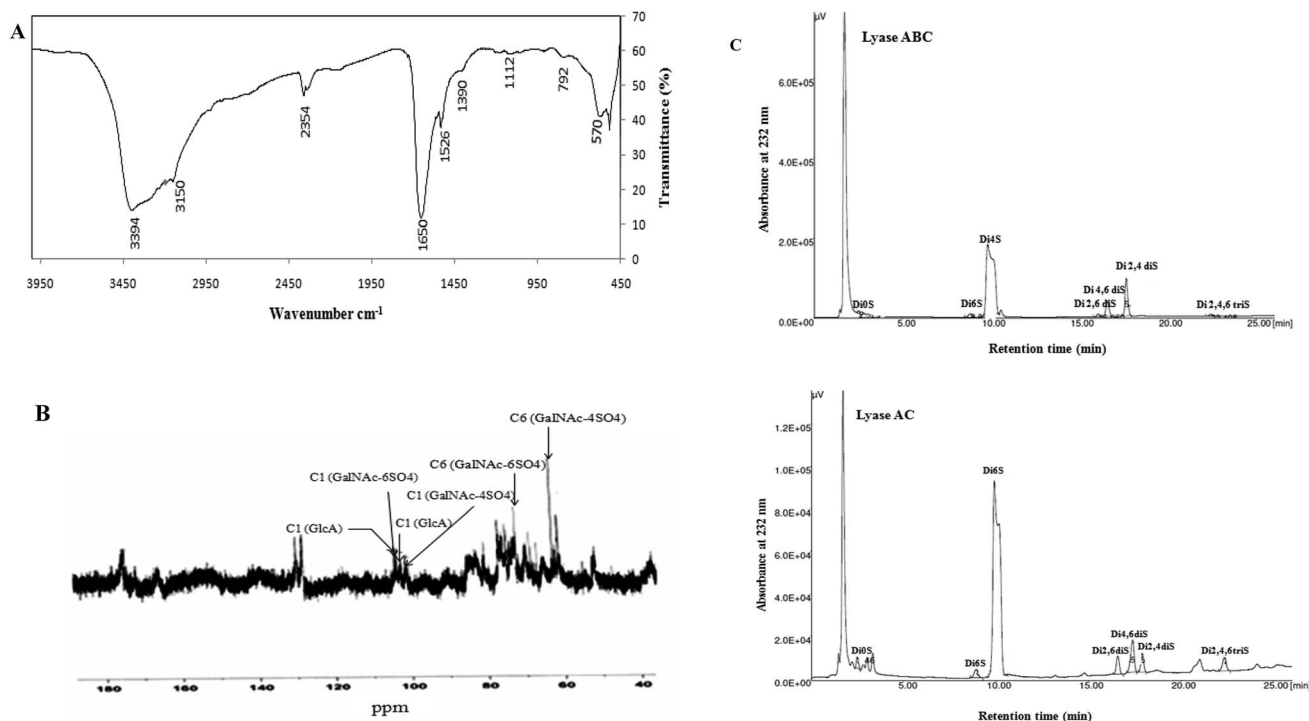 A
70
60
50
40
30
20
10
0
Transmittance (%)
3394
3150
2354
1650
1526
1390
1112
792
570
3950 3450 2950 2450 1950 1450 950 450
Wavenumber cm-1
B
C6 (GalNAc-4SO4)
C6 (GalNAc-6SO4)
C1 (GalNAc-6SO4)
C1 (GalNAc-4SO4)
C1 (GlcA) C1 (GlcA)
180 160 140 120 100 80 60 40
ppm
C
µV
Lyase ABC
6.0E+05
4.0E+05
2.0E+05
0.0E+00
Absorbance at 232 nm
Di0S
Di6S
Di4S
Di 2,6 diS
Di 4,6 diS
Di 2,4 diS
Di 2,4,6 triS
5.00 10.00 15.00 20.00 25.00 [min]
Retention time (min)
µV
Lyase AC
1.2E+05
1.0E+05
8.0E+04
6.0E+04
4.0E+04
2.0E+04
0.0E+00
Absorbance at 232 nm
Di0S
Di6S
Di6S
Di2,6diS
Di4,6diS
Di2,4diS
Di2,4,6triS
5.00 10.00 15.00 20.00 25.00 [min]
Retention time (min)